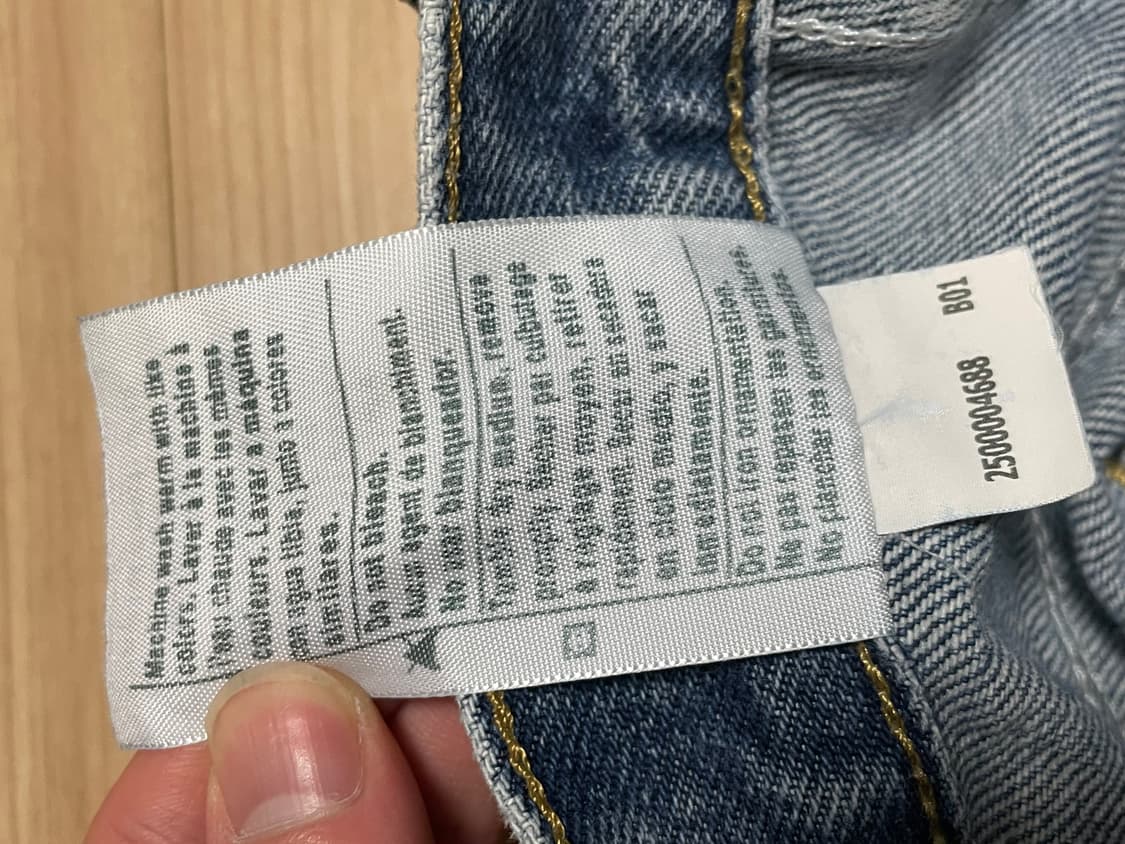 Machine wash warm with like
colors. Laver à la machine à
l'eau chaude avec les mêmes
couleurs. Lavar a máquina
en agua tibia, junto a colores
similares.
Do not bleach.
Aucun agent de blanchiment.
No usar blanqueador.
Tumble dry medium, remove
promptly. Sécher par culbutage
à réglage moyen, retirer
rapidement. Secar en secadora
en ciclo medio, y sacar
inmediatamente.
Do not iron ornamentation.
Ne pas repasser les garnitures.
No planchar los ornamentos.
2500004688 B01